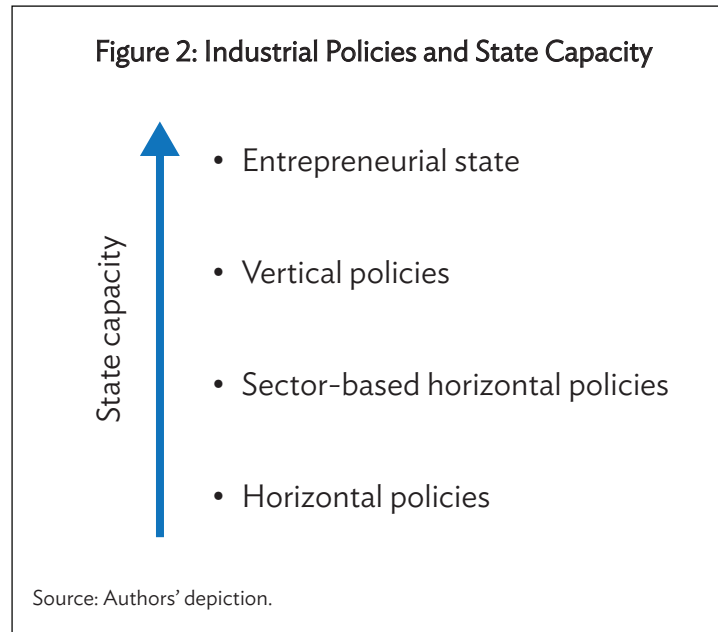 Figure 2: Industrial Policies and State Capacity
State capacity
• Entrepreneurial state
• Vertical policies
• Sector-based horizontal policies
• Horizontal policies
Source: Authors’ depiction.